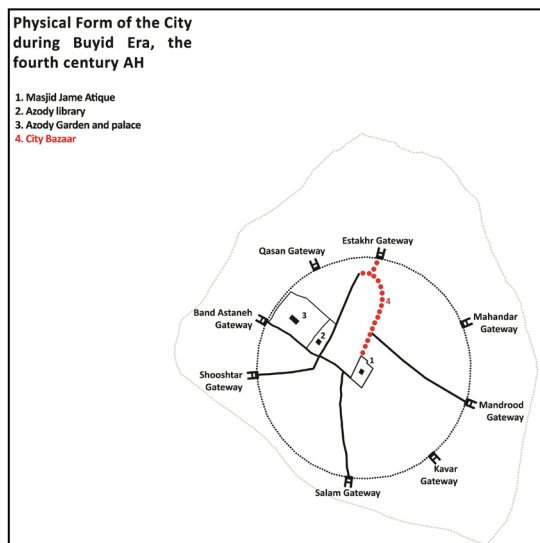 Physical Form of the City
during Buyid Era, the
fourth century AH
1. Masjid Jame Atique
2. Azody library
3. Azody Garden and palace
4. City Bazaar
Estakhr Gateway
Qasan Gateway
4
Band Astaneh
Gateway
3
Mahandar
Gateway
2
1
Shooshtar
Gateway
Mandrood
Gateway
Kavar
Gateway
Salam Gateway